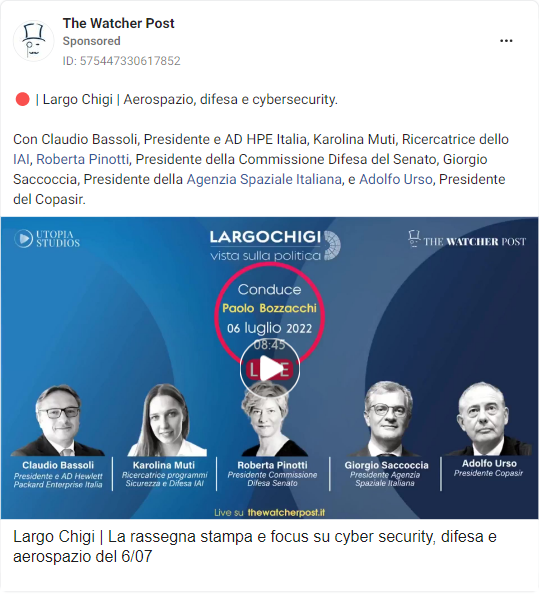 The Watcher Post
Sponsored
ID: 575447330617852
🔴 | Largo Chigi | Aerospazio, difesa e cybersecurity.
Con Claudio Bassoli, Presidente e AD HPE Italia, Karolina Muti, Ricercatrice dello
IAI, Roberta Pinotti, Presidente della Commissione Difesa del Senato, Giorgio
Saccoccia, Presidente della Agenzia Spaziale Italiana, e Adolfo Urso, Presidente
del Copasir.
UTOPIA
STUDIOS
LARGOCHIGI
vista sulla politica
THE WATCHER POST
Conduce
Paolo Bozzacchi
06 luglio 2022
08:45
Claudio Bassoli
Presidente e AD Hewlett
Packard Enterprise Italia
Karolina Muti
Ricercatrice programmi
Sicurezza e Difesa IAI
Roberta Pinotti
Presidente Commissione
Difesa Senato
Giorgio Saccoccia
Presidente Agenzia
Spaziale Italiana
Adolfo Urso
Presidente Copasir
Live su thewatcherpost.it
Largo Chigi | La rassegna stampa e focus su cyber security, difesa e
aerospazio del 6/07